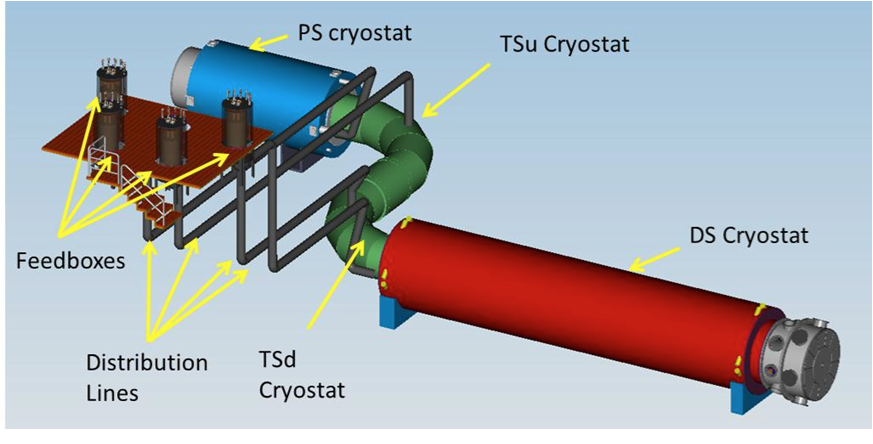 PS cryostat
TSu Cryostat
DS Cryostat
Feedboxes
Distribution
Lines
TSd
Cryostat